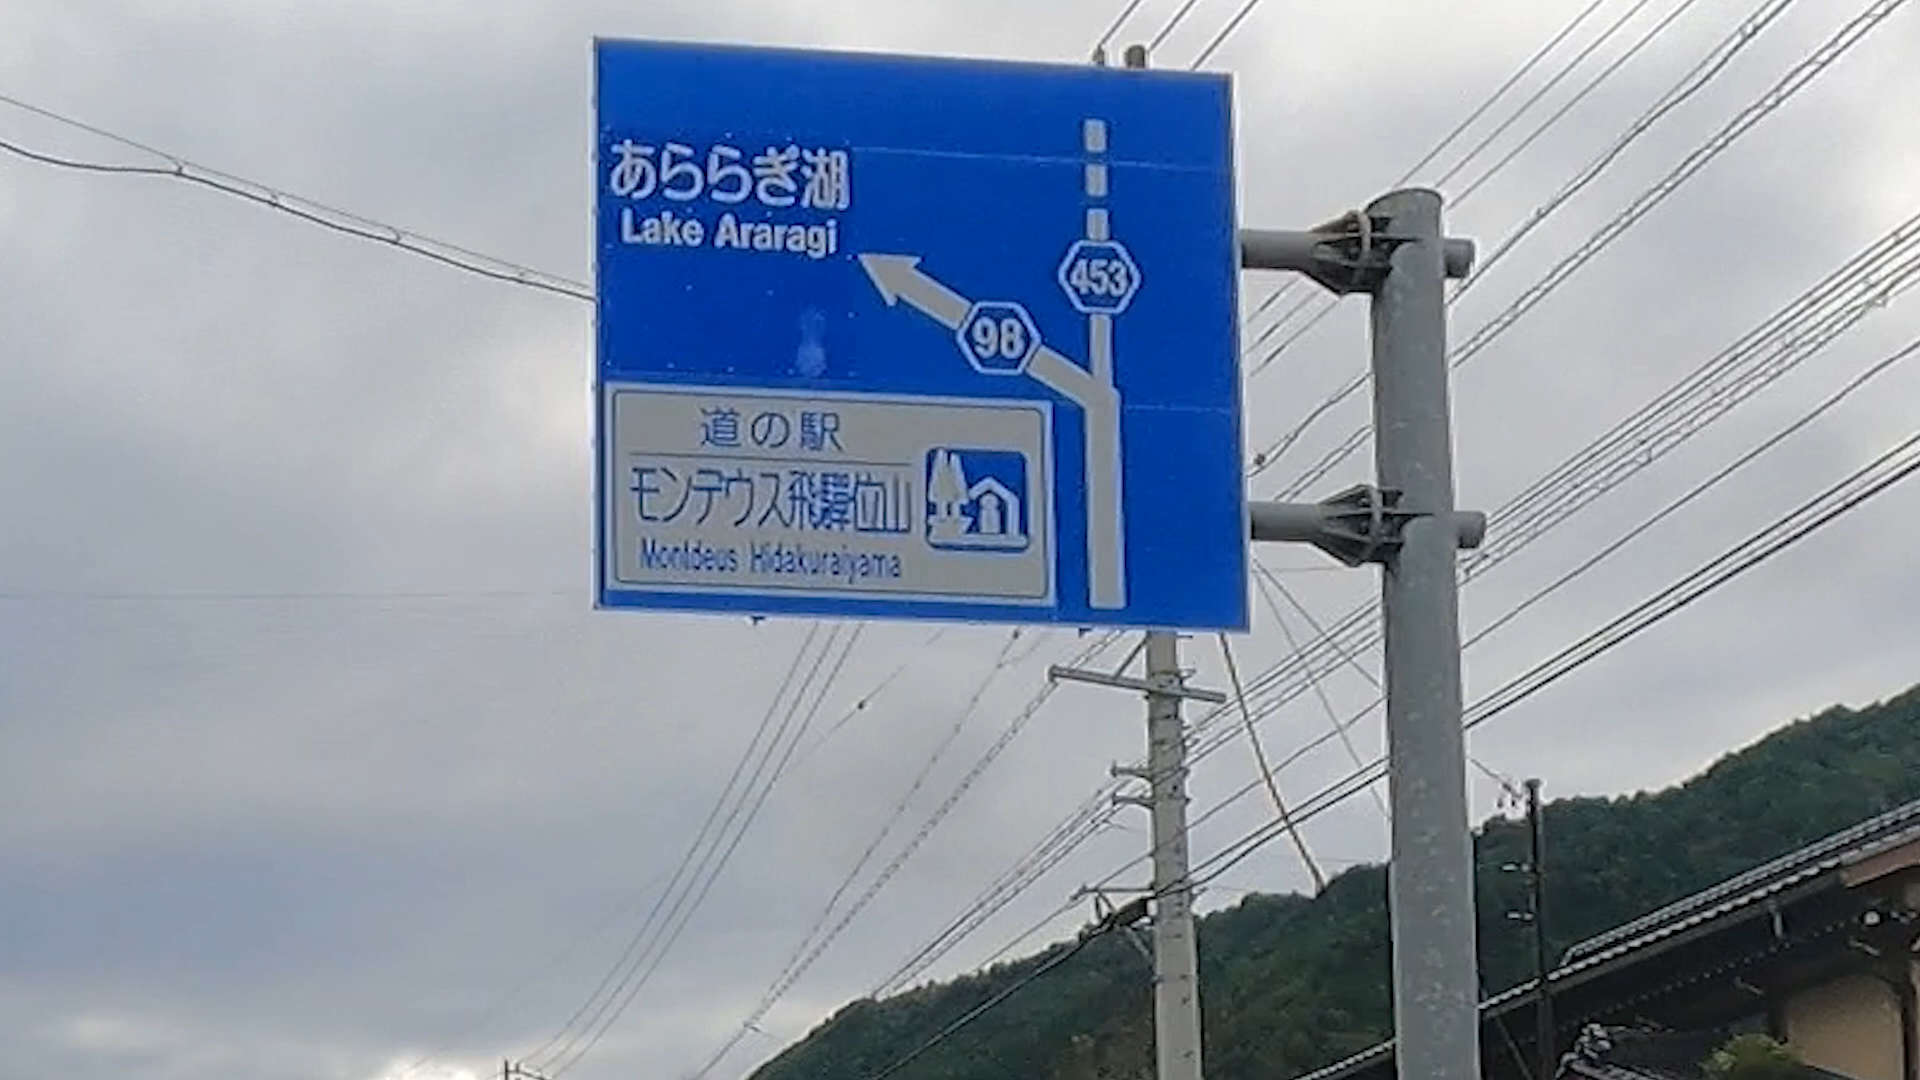 あららぎ湖
Lake Araragi
453
98
道の駅
モンデウス飛騨位山
Montdeus Hidakuraiyama